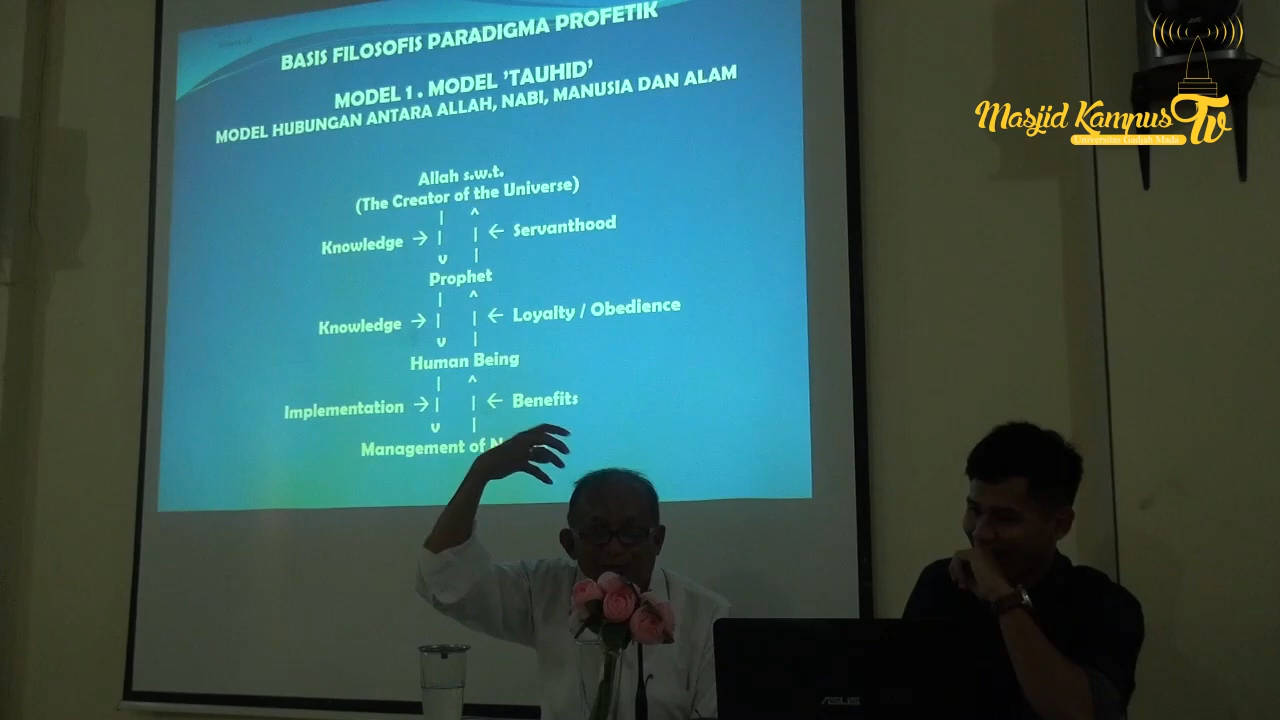 BASIS FILOSOFIS PARADIGMA PROFETIK
MODEL 1 . MODEL 'TAUHID'
MODEL HUBUNGAN ANTARA ALLAH, NABI, MANUSIA DAN ALAM
Allah s.w.t.
(The Creator of the Universe)
Knowledge → ← Servanthood
Prophet
Knowledge → ← Loyalty / Obedience
Human Being
Implementation → ← Benefits
Management of
Masjid Kampus Tv
Universitas Gadjah Mada
ASUS